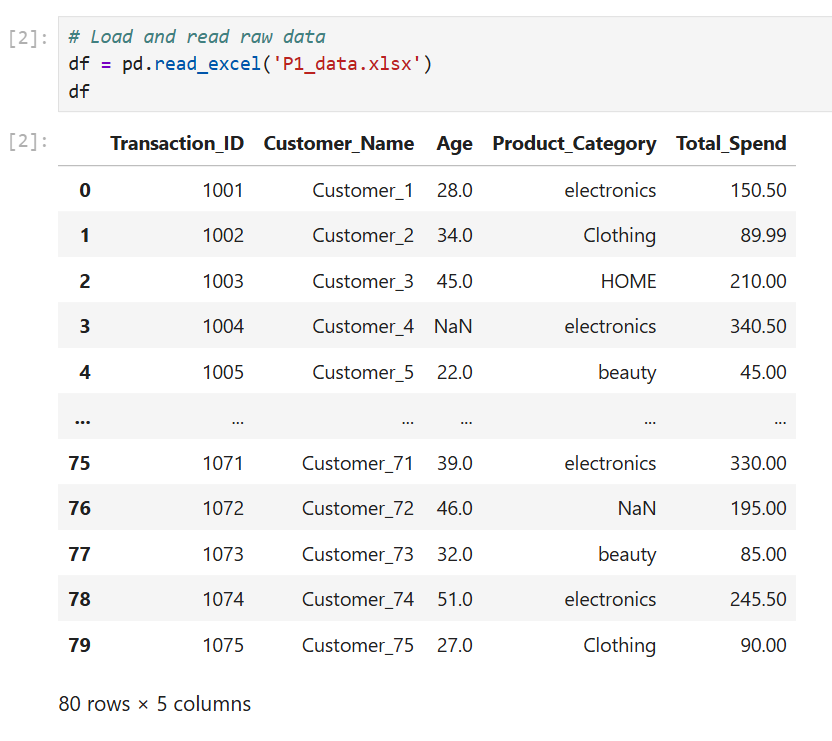 [2]: # Load and read raw data
df = pd.read_excel('P1_data.xlsx')
df
[2]: Transaction_ID Customer_Name Age Product_Category Total_Spend
0 1001 Customer_1 28.0 electronics 150.50
1 1002 Customer_2 34.0 Clothing 89.99
2 1003 Customer_3 45.0 HOME 210.00
3 1004 Customer_4 NaN electronics 340.50
4 1005 Customer_5 22.0 beauty 45.00
... ... ... ... ... ...
75 1071 Customer_71 39.0 electronics 330.00
76 1072 Customer_72 46.0 NaN 195.00
77 1073 Customer_73 32.0 beauty 85.00
78 1074 Customer_74 51.0 electronics 245.50
79 1075 Customer_75 27.0 Clothing 90.00
80 rows × 5 columns